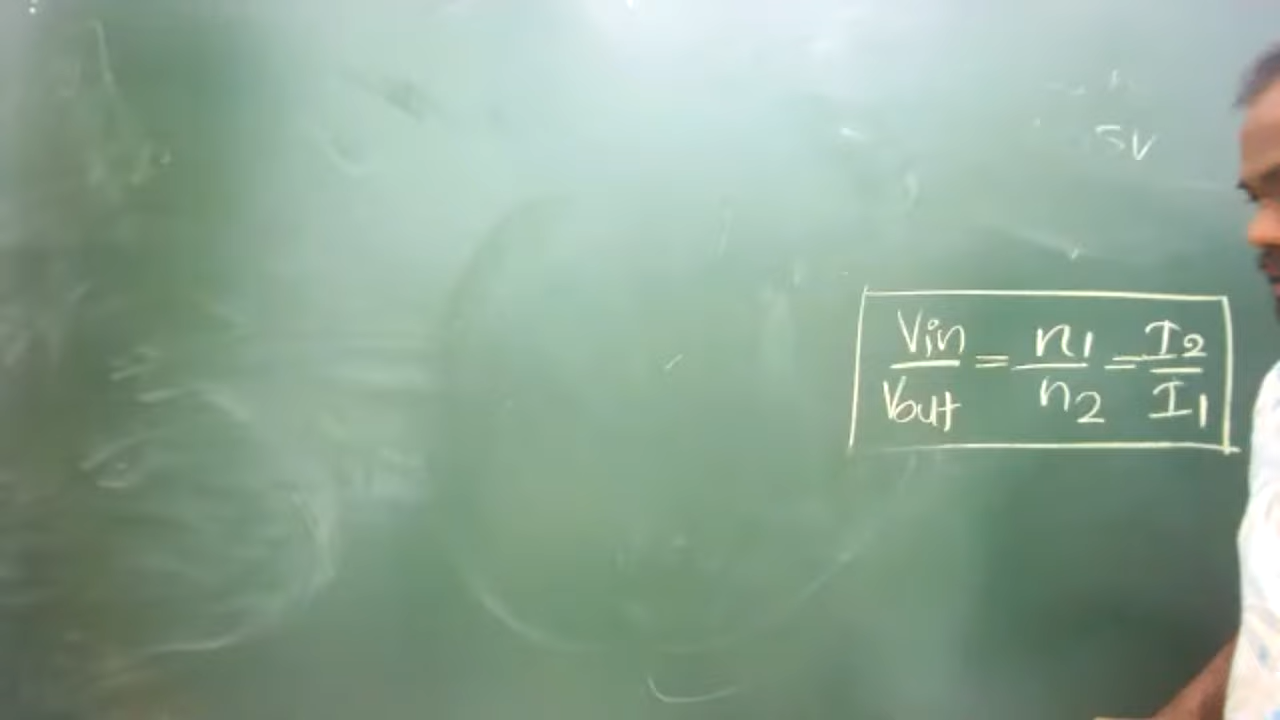 5V
Vin/Vout = n1/n2 = I2/I1